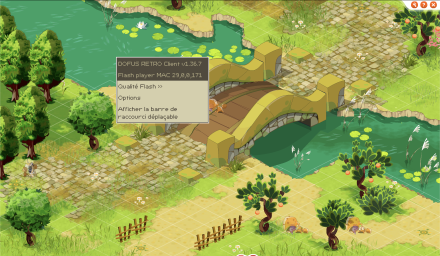 DOFUS RETRO Client v1.39.7
Flash player MAC 29,0,0,171
Qualité Flash >>
Options
Afficher la barre de
raccourci déplaçable